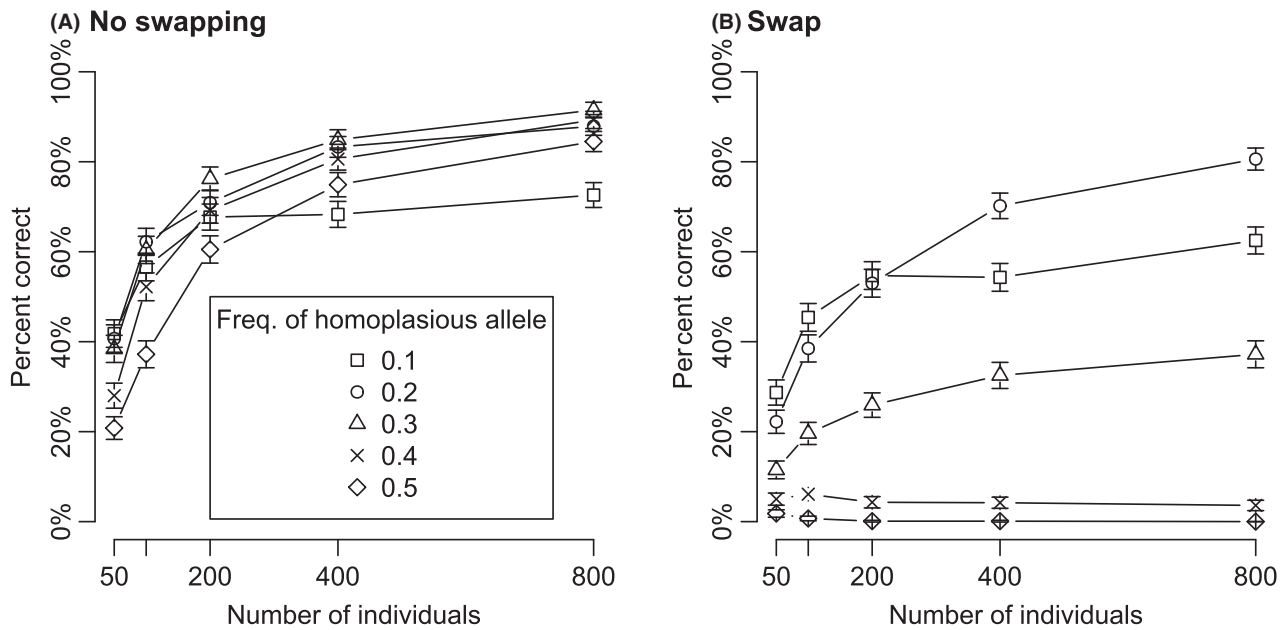 (A) No swapping
Percent correct
100%
80%
60%
40%
20%
0%
Freq. of homoplasious allele
0.1
0.2
0.3
0.4
0.5
50 200 400 800
Number of individuals
(B) Swap
Percent correct
100%
80%
60%
40%
20%
0%
50 200 400 800
Number of individuals